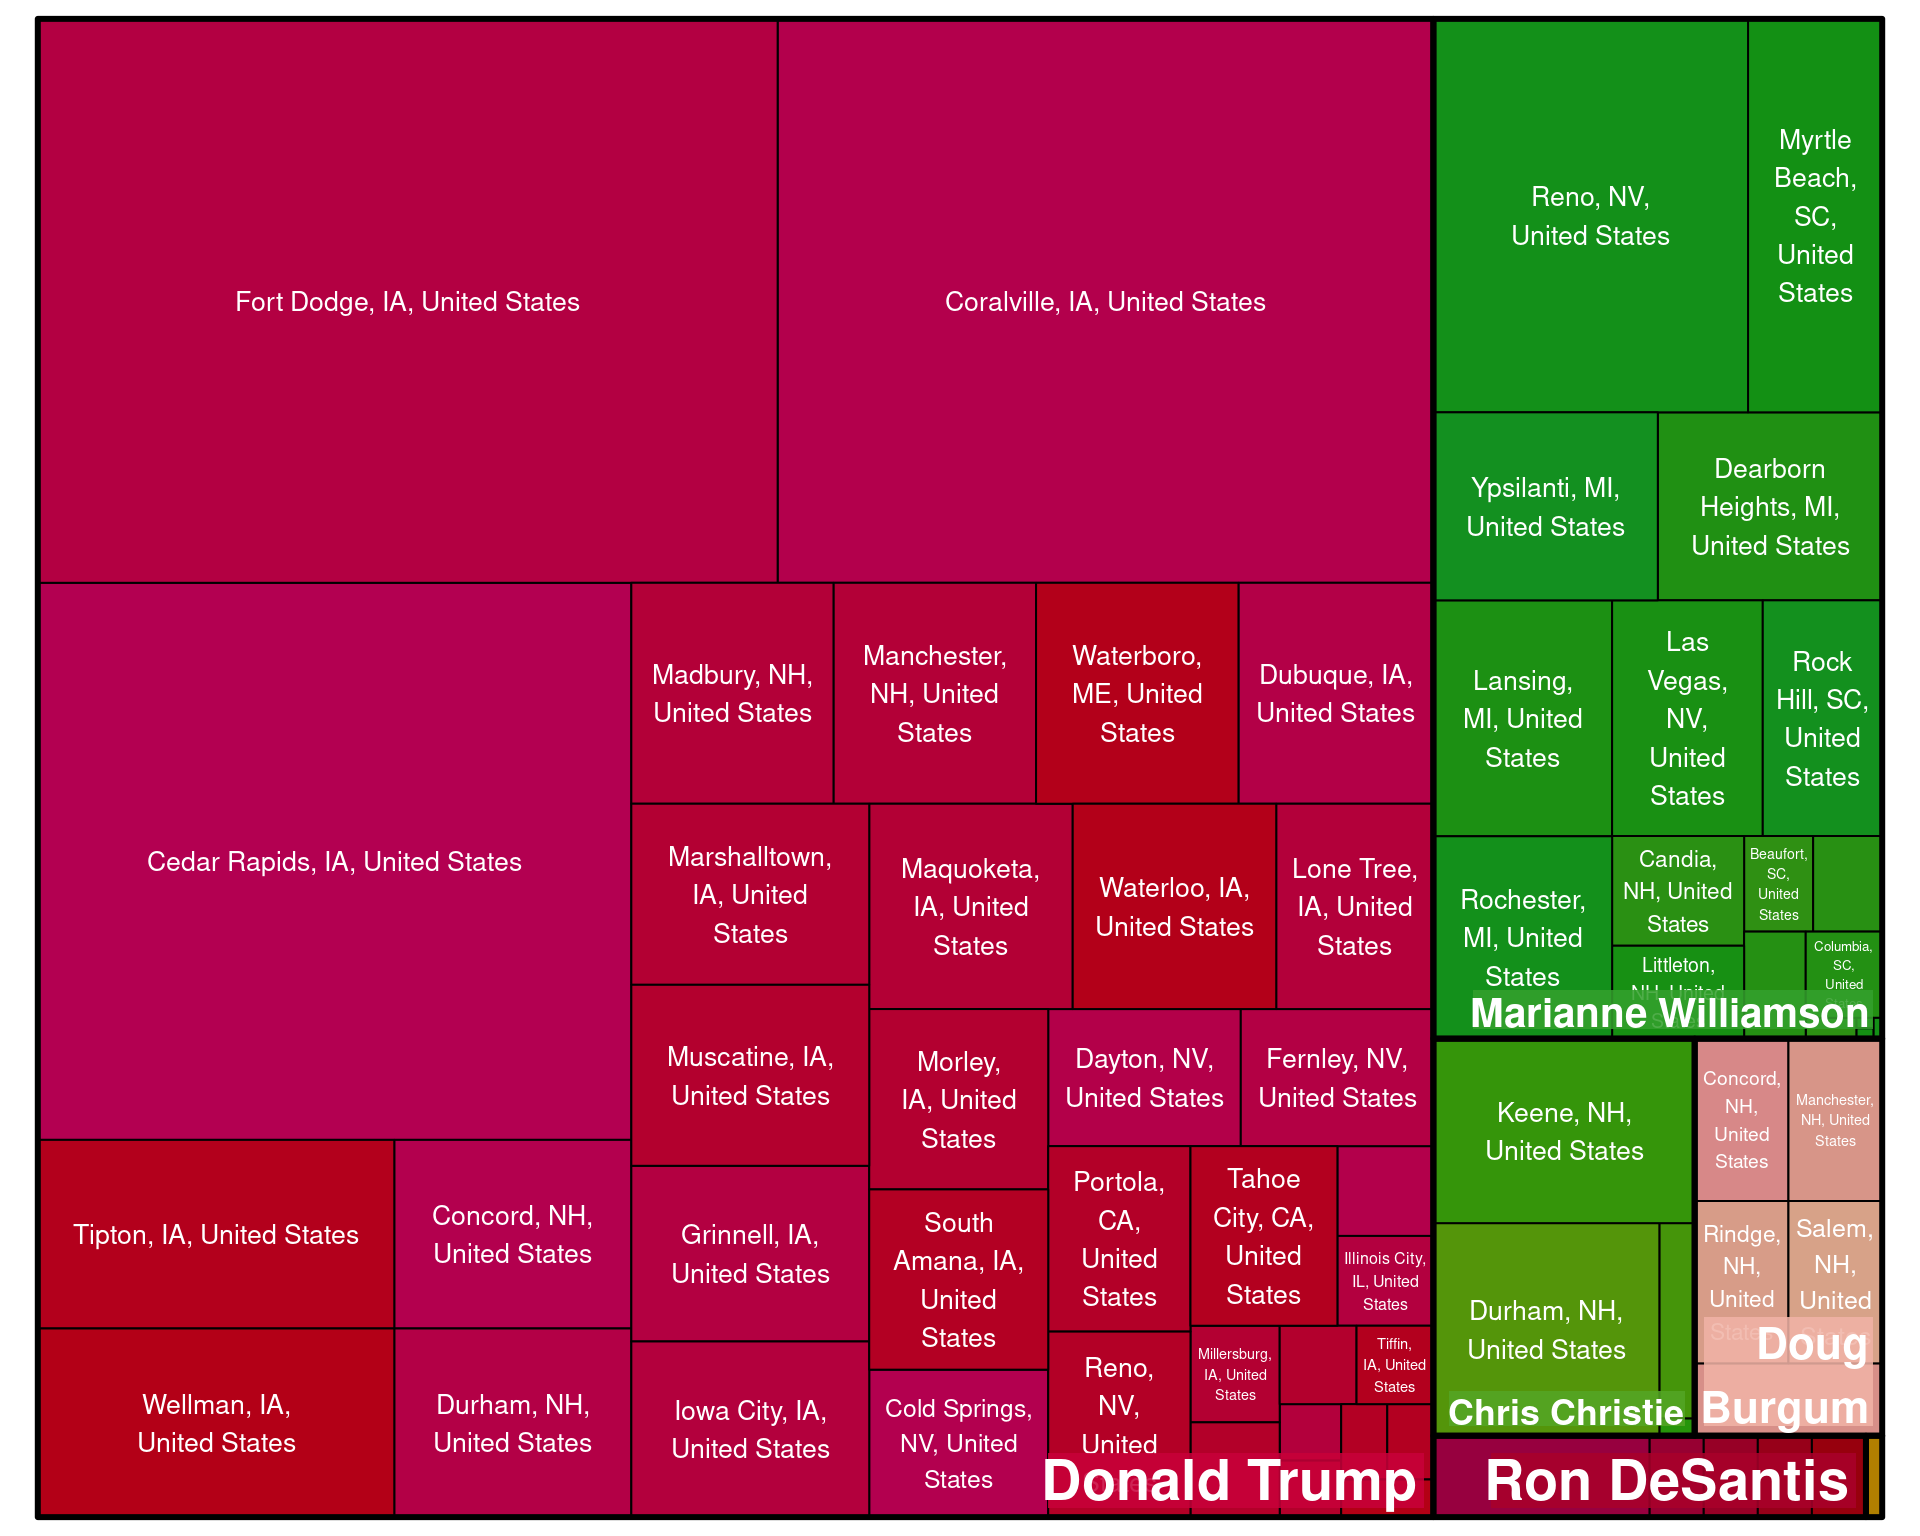 Fort Dodge, IA, United States
Coralville, IA, United States
Cedar Rapids, IA, United States
Tipton, IA, United States
Concord, NH,
United States
Wellman, IA,
United States
Durham, NH,
United States
Madbury, NH,
United States
Manchester,
NH, United
States
Waterboro,
ME, United
States
Dubuque, IA,
United States
Marshalltown,
IA, United
States
Maquoketa,
IA, United
States
Waterloo, IA,
United States
Lone Tree,
IA, United
States
Muscatine, IA,
United States
Grinnell, IA,
United States
Iowa City, IA,
United States
Morley,
IA, United
States
South
Amana, IA,
United
States
Cold Springs,
NV, United
States
Dayton, NV,
United States
Fernley, NV,
United States
Portola,
CA,
United
States
Tahoe
City, CA,
United
States
Illinois City,
IL, United
States
Reno,
NV,
United
Millersburg,
IA, United
States
Tiffin,
IA, United
States
Donald Trump
Reno, NV,
United States
Myrtle
Beach,
SC,
United
States
Ypsilanti, MI,
United States
Dearborn
Heights, MI,
United States
Lansing,
MI, United
States
Las
Vegas,
NV,
United
States
Rock
Hill, SC,
United
States
Rochester,
MI, United
States
Candia,
NH, United
States
Beaufort,
SC,
United
States
Littleton,
NH, United
States
Columbia,
SC,
United
Marianne Williamson
Keene, NH,
United States
Durham, NH,
United States
Chris Christie
Concord,
NH,
United
States
Manchester,
NH, United
States
Rindge,
NH,
United
States
Salem,
NH,
United
Doug
Burgum
Ron DeSantis